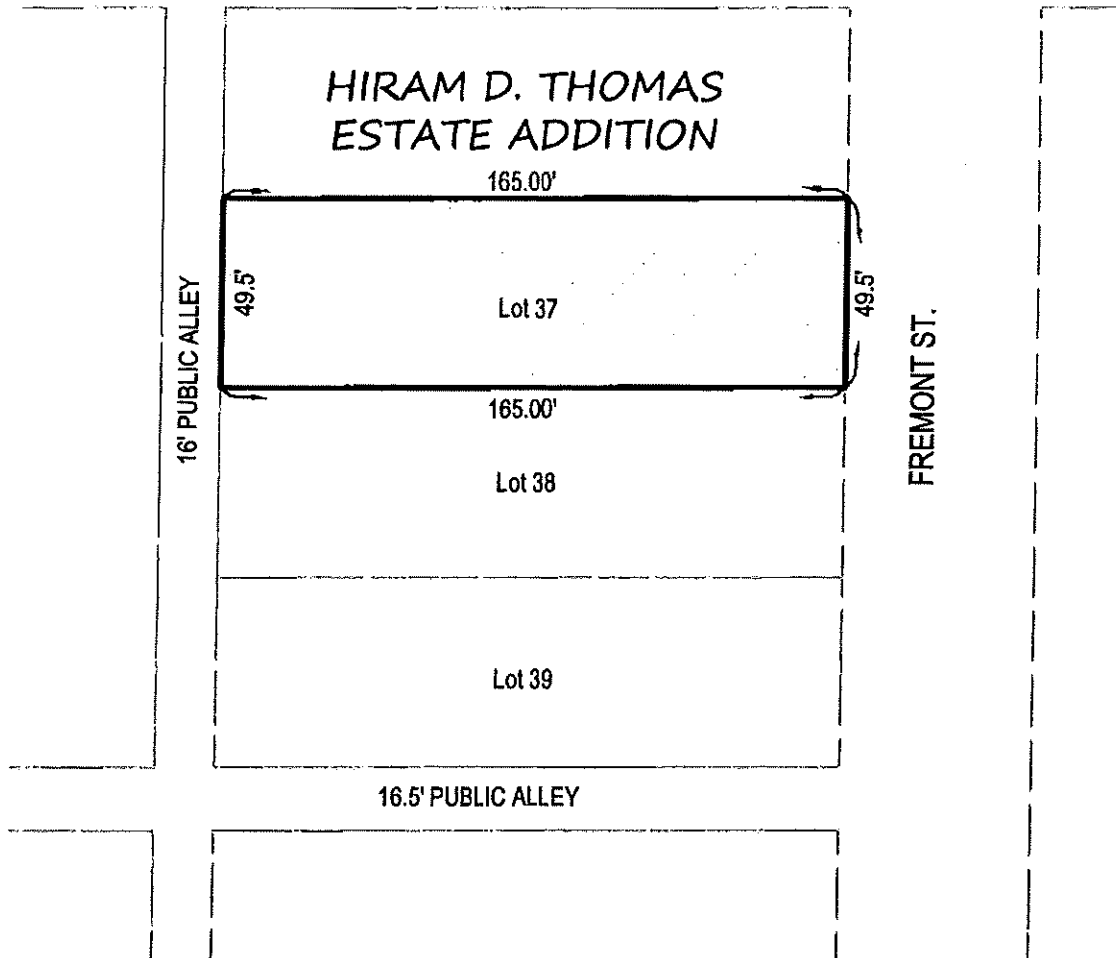 HIRAM D. THOMAS
ESTATE ADDITION
165.00'
49.5'
Lot 37
49.5'
16' PUBLIC ALLEY
165.00'
FREMONT ST.
Lot 38
Lot 39
16.5' PUBLIC ALLEY